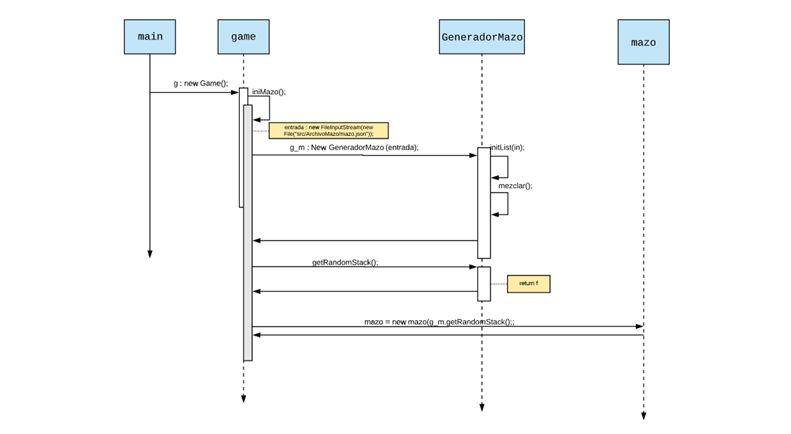 main
game
GeneradorMazo
mazo
g : new Game();
iniMazo();
entrada : new FileInputStream(new
File("src/ArchivoMazo/mazo.json"));
g_m : New GeneradorMazo (entrada);
initList(in);
mezclar();
getRandomStack();
return f
mazo = new mazo(g_m.getRandomStack();;